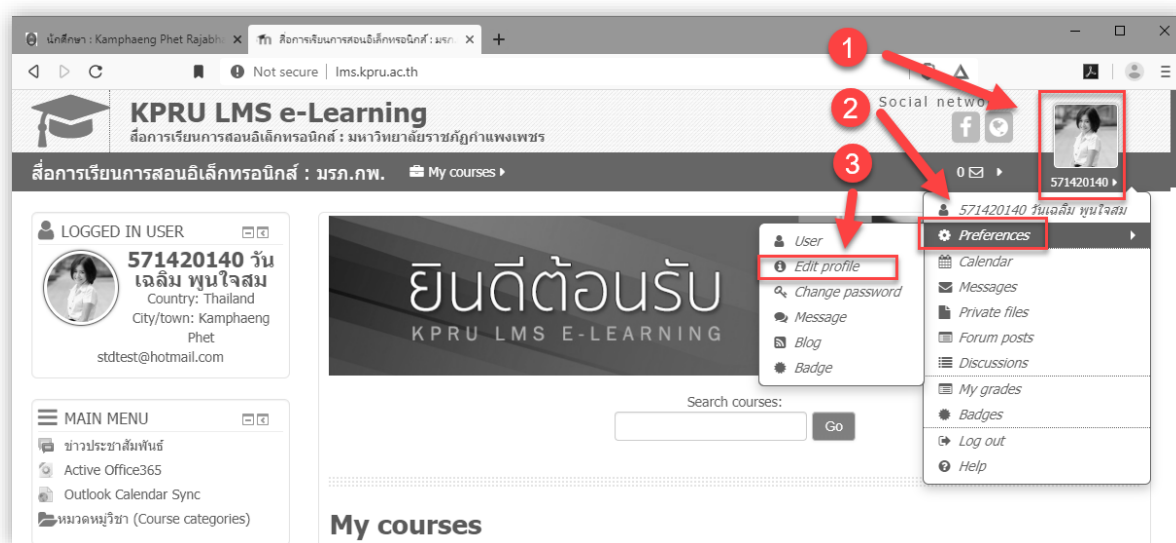 นักศึกษา : Kamphaeng Phet Rajabh
สื่อการเรียนการสอนอิเล็กทรอนิกส์ : มรภ.
Not secure | lms.kpru.ac.th
1
KPRU LMS e-Learning
สื่อการเรียนการสอนอิเล็กทรอนิกส์ : มหาวิทยาลัยราชภัฏกำแพงเพชร
Social netwo
2
3
สื่อการเรียนการสอนอิเล็กทรอนิกส์ : มรภ.กพ.
My courses
0
571420140
LOGGED IN USER
571420140 วัน
เฉลิม พูนใจสม
Country: Thailand
City/town: Kamphaeng
Phet
stdtest@hotmail.com
MAIN MENU
ข่าวประชาสัมพันธ์
Active Office365
Outlook Calendar Sync
หมวดหมู่วิชา (Course categories)
ยินดีต้อนรับ
KPRU LMS E-LEARNING
User
Edit profile
Change password
Message
Blog
Badge
571420140 วันเฉลิม พูนใจสม
Preferences
Calendar
Messages
Private files
Forum posts
Discussions
My grades
Badges
Log out
Help
Search courses:
Go
My courses